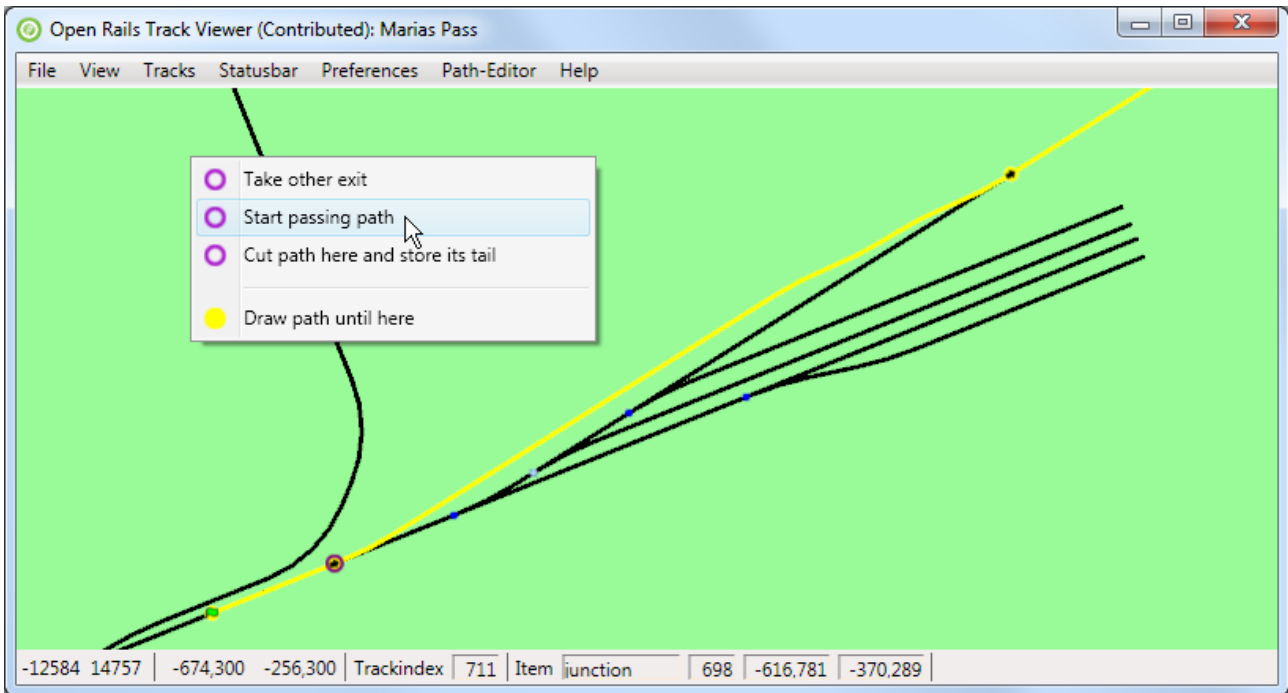 Open Rails Track Viewer (Contributed): Marias Pass
File View Tracks Statusbar Preferences Path-Editor Help
Take other exit
Start passing path
Cut path here and store its tail
Draw path until here
-12584 14757 -674,300 -256,300 Trackindex 711 Item junction 698 -616,781 -370,289